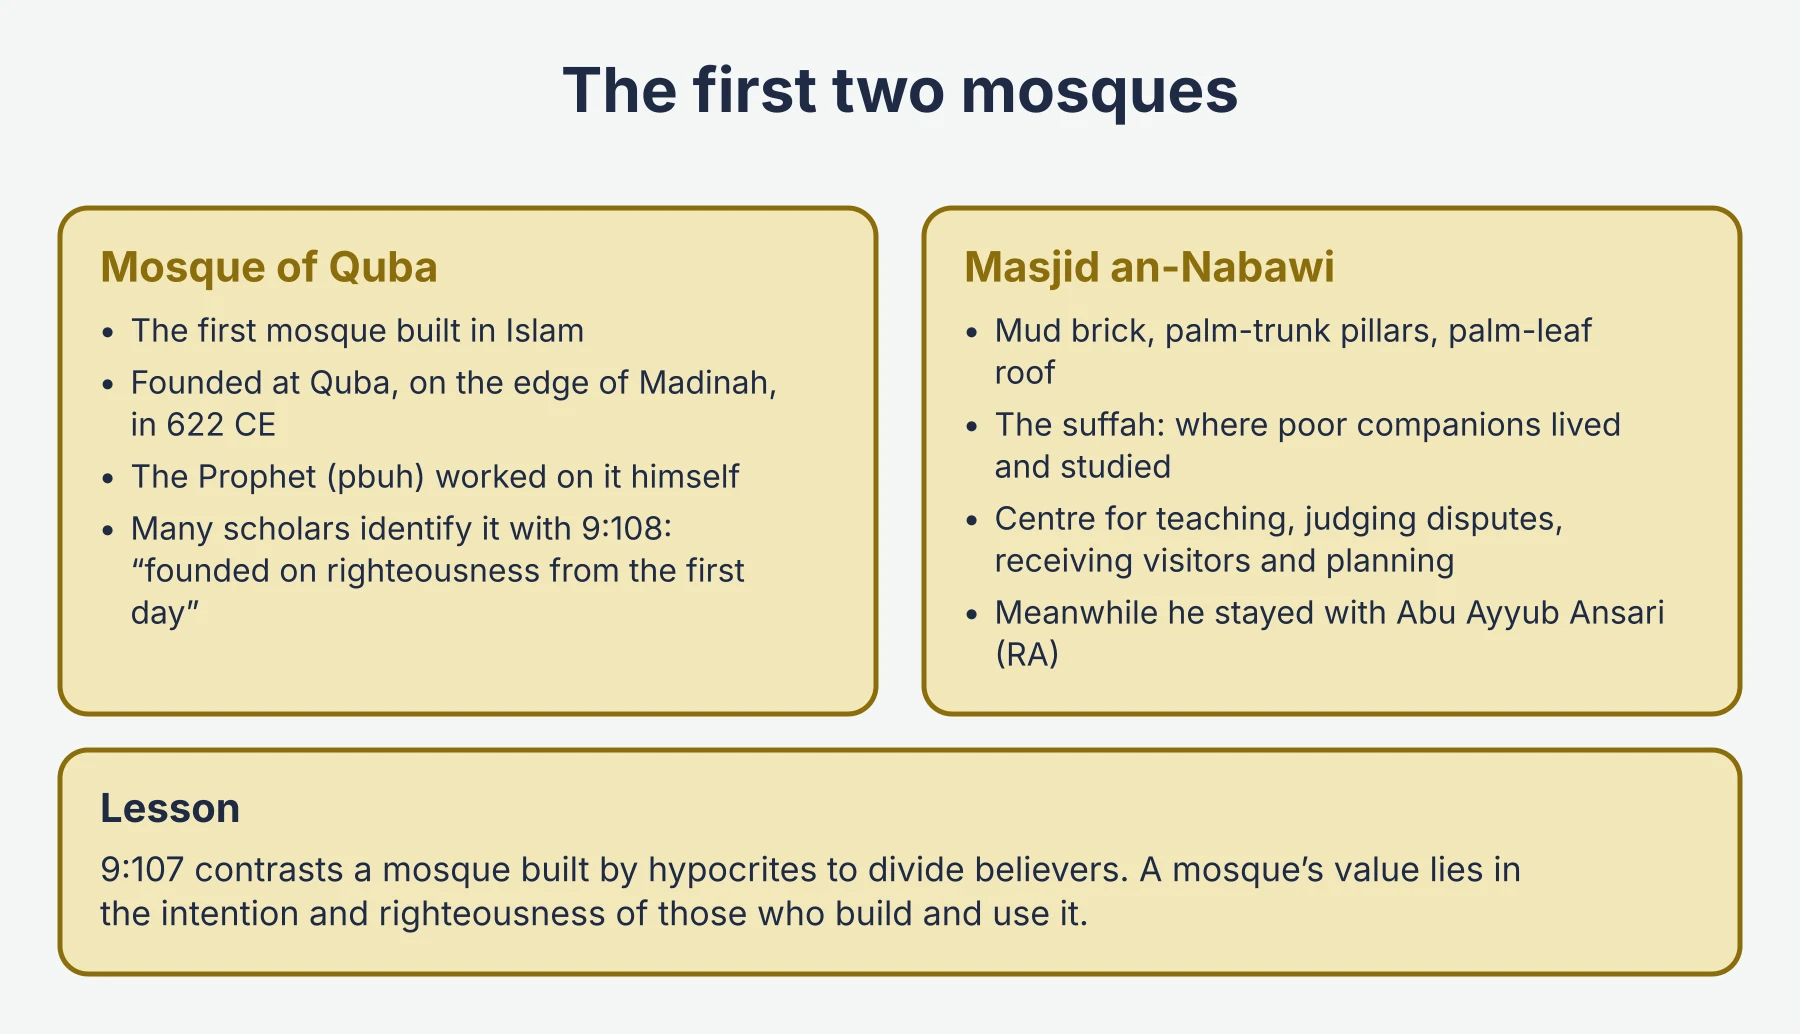 The first two mosques
Mosque of Quba
• The first mosque built in Islam
• Founded at Quba, on the edge of Madinah,
in 622 CE
• The Prophet (pbuh) worked on it himself
• Many scholars identify it with 9:108:
“founded on righteousness from the first
day”
Masjid an-Nabawi
• Mud brick, palm-trunk pillars, palm-leaf
roof
• The suffah: where poor companions lived
and studied
• Centre for teaching, judging disputes,
receiving visitors and planning
• Meanwhile he stayed with Abu Ayyub Ansari
(RA)
Lesson
9:107 contrasts a mosque built by hypocrites to divide believers. A mosque’s value lies in
the intention and righteousness of those who build and use it.